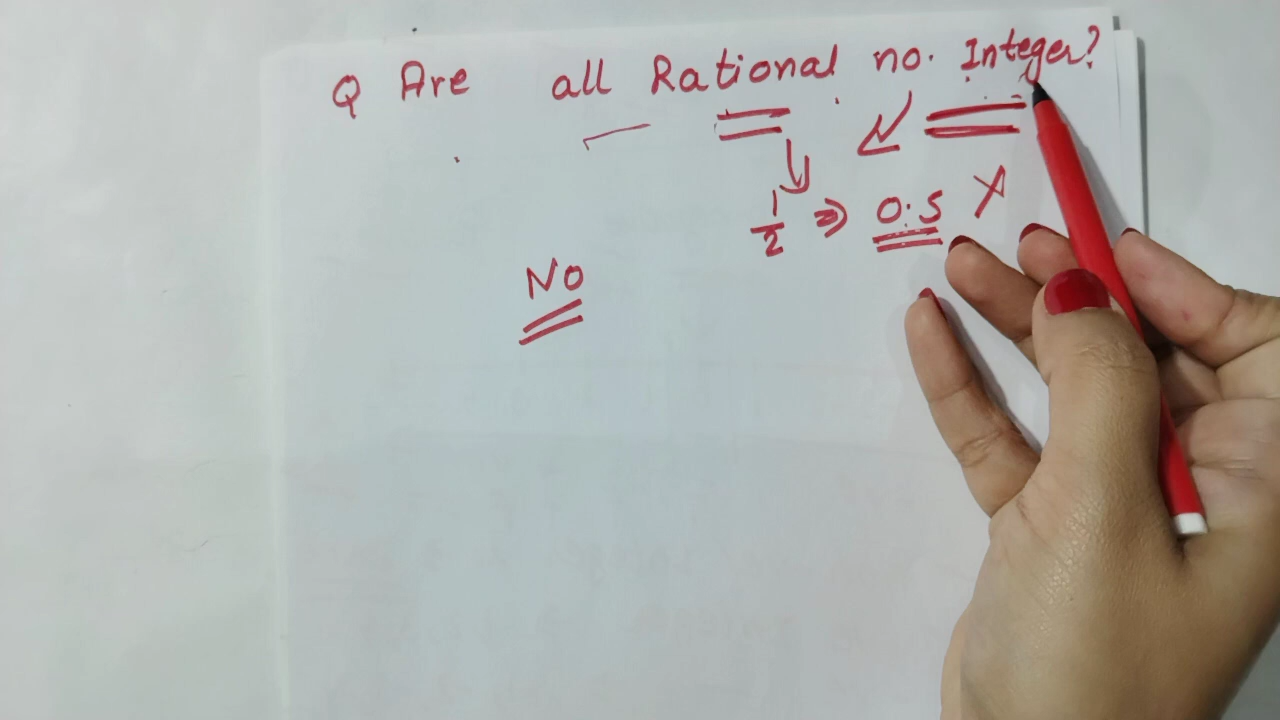 Q Are all Rational no. Integer?
1/2 ⇒ 0.5 X
No